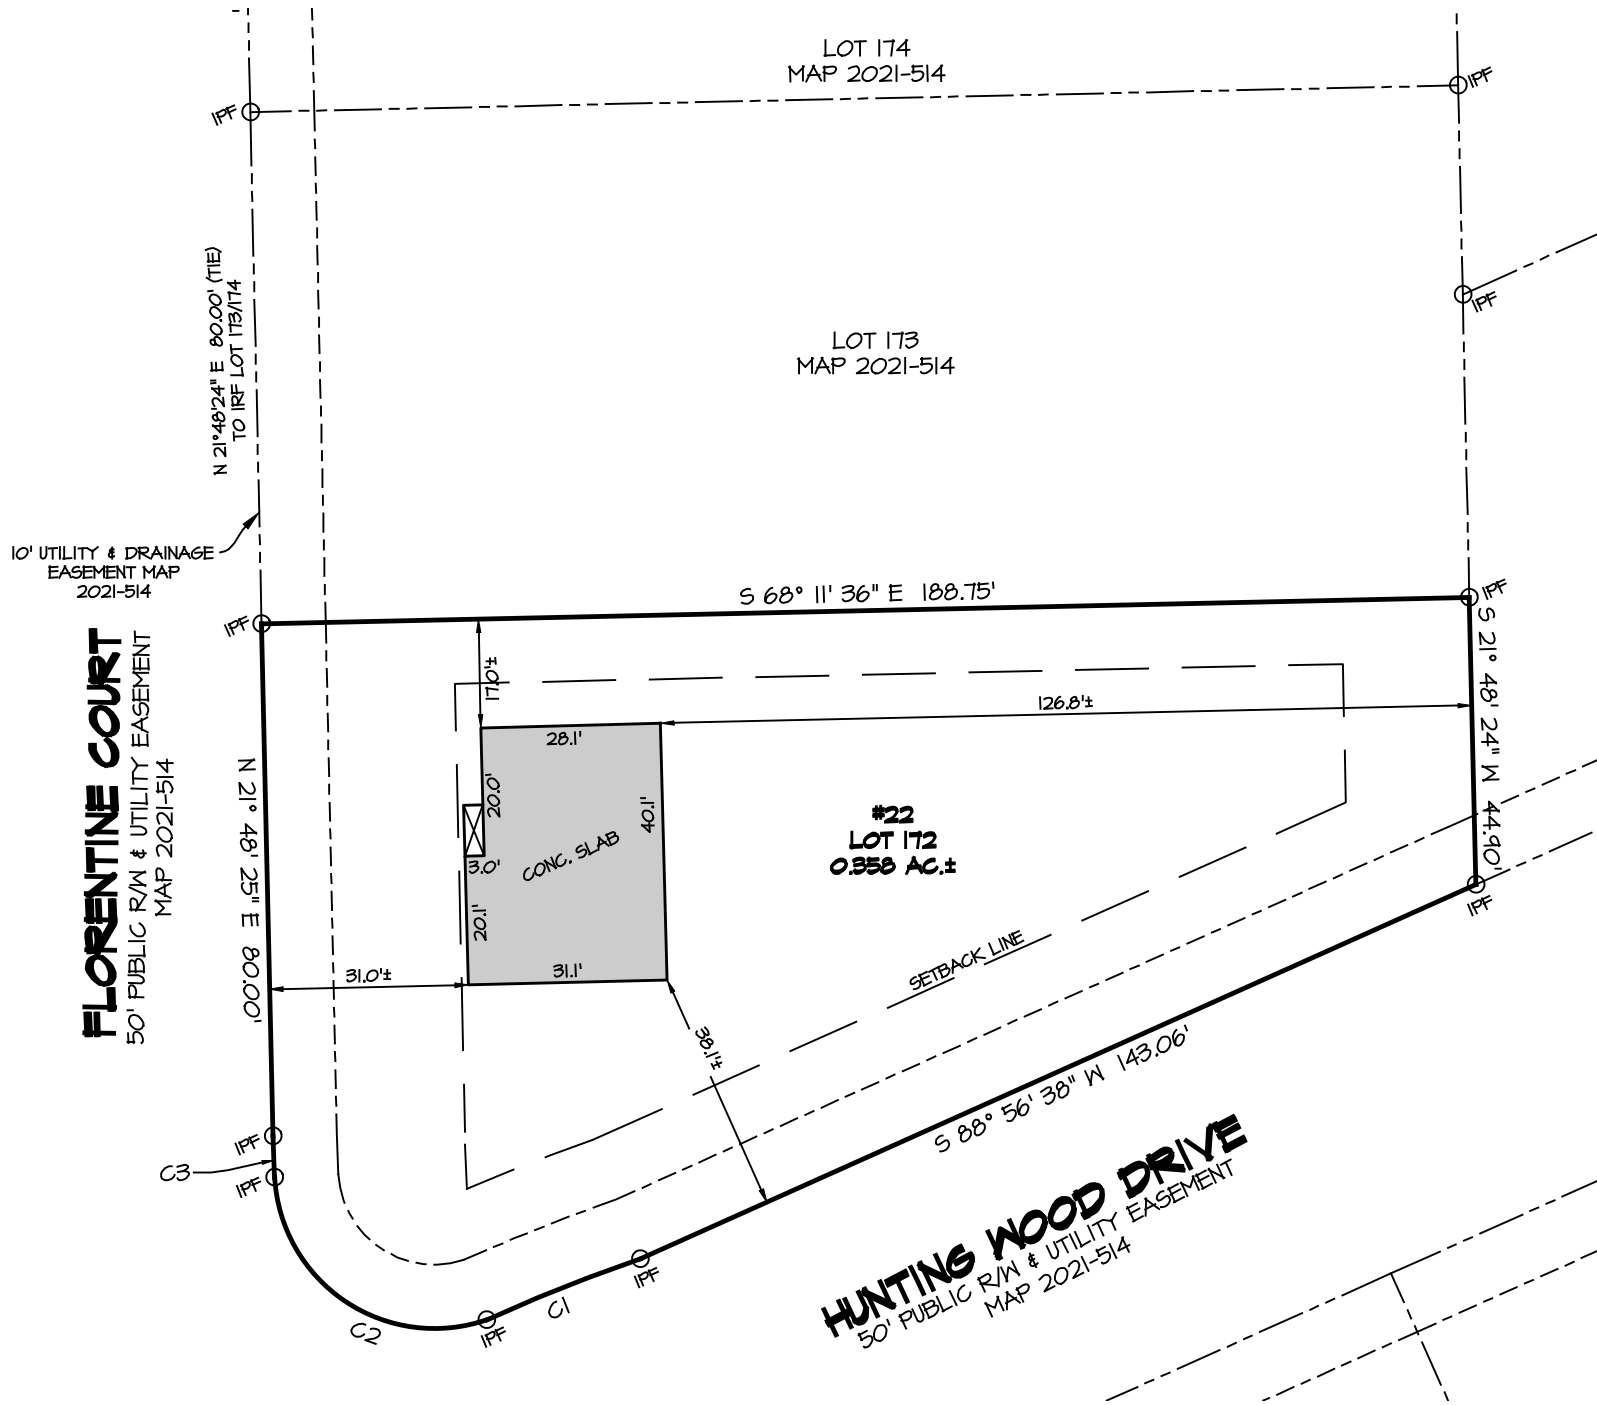 LOT 174
MAP 2021-514
IPF
IPF
N 21°48'24" E 80.00' (TIE)
TO IRF LOT 173/174
IPF
LOT 173
MAP 2021-514
10' UTILITY & DRAINAGE
EASEMENT MAP
2021-514
S 68° 11' 36" E 188.75'
IPF
IPF
S 21° 48' 24" W 44.90'
FLORENTINE COURT
50' PUBLIC R/W & UTILITY EASEMENT
MAP 2021-514
N 21° 48' 25" E 80.00'
17.0'±
126.8'±
28.1'
20.0'
40.1'
CONC. SLAB
3.0'
20.1'
31.1'
#22
LOT 172
0.358 AC.±
31.0'±
38.1'±
SETBACK LINE
IPF
S 88° 56' 38" W 143.06'
IPF
C3
IPF
HUNTING WOOD DRIVE
50' PUBLIC R/W & UTILITY EASEMENT
MAP 2021-514
IPF
C1
C2
IPF